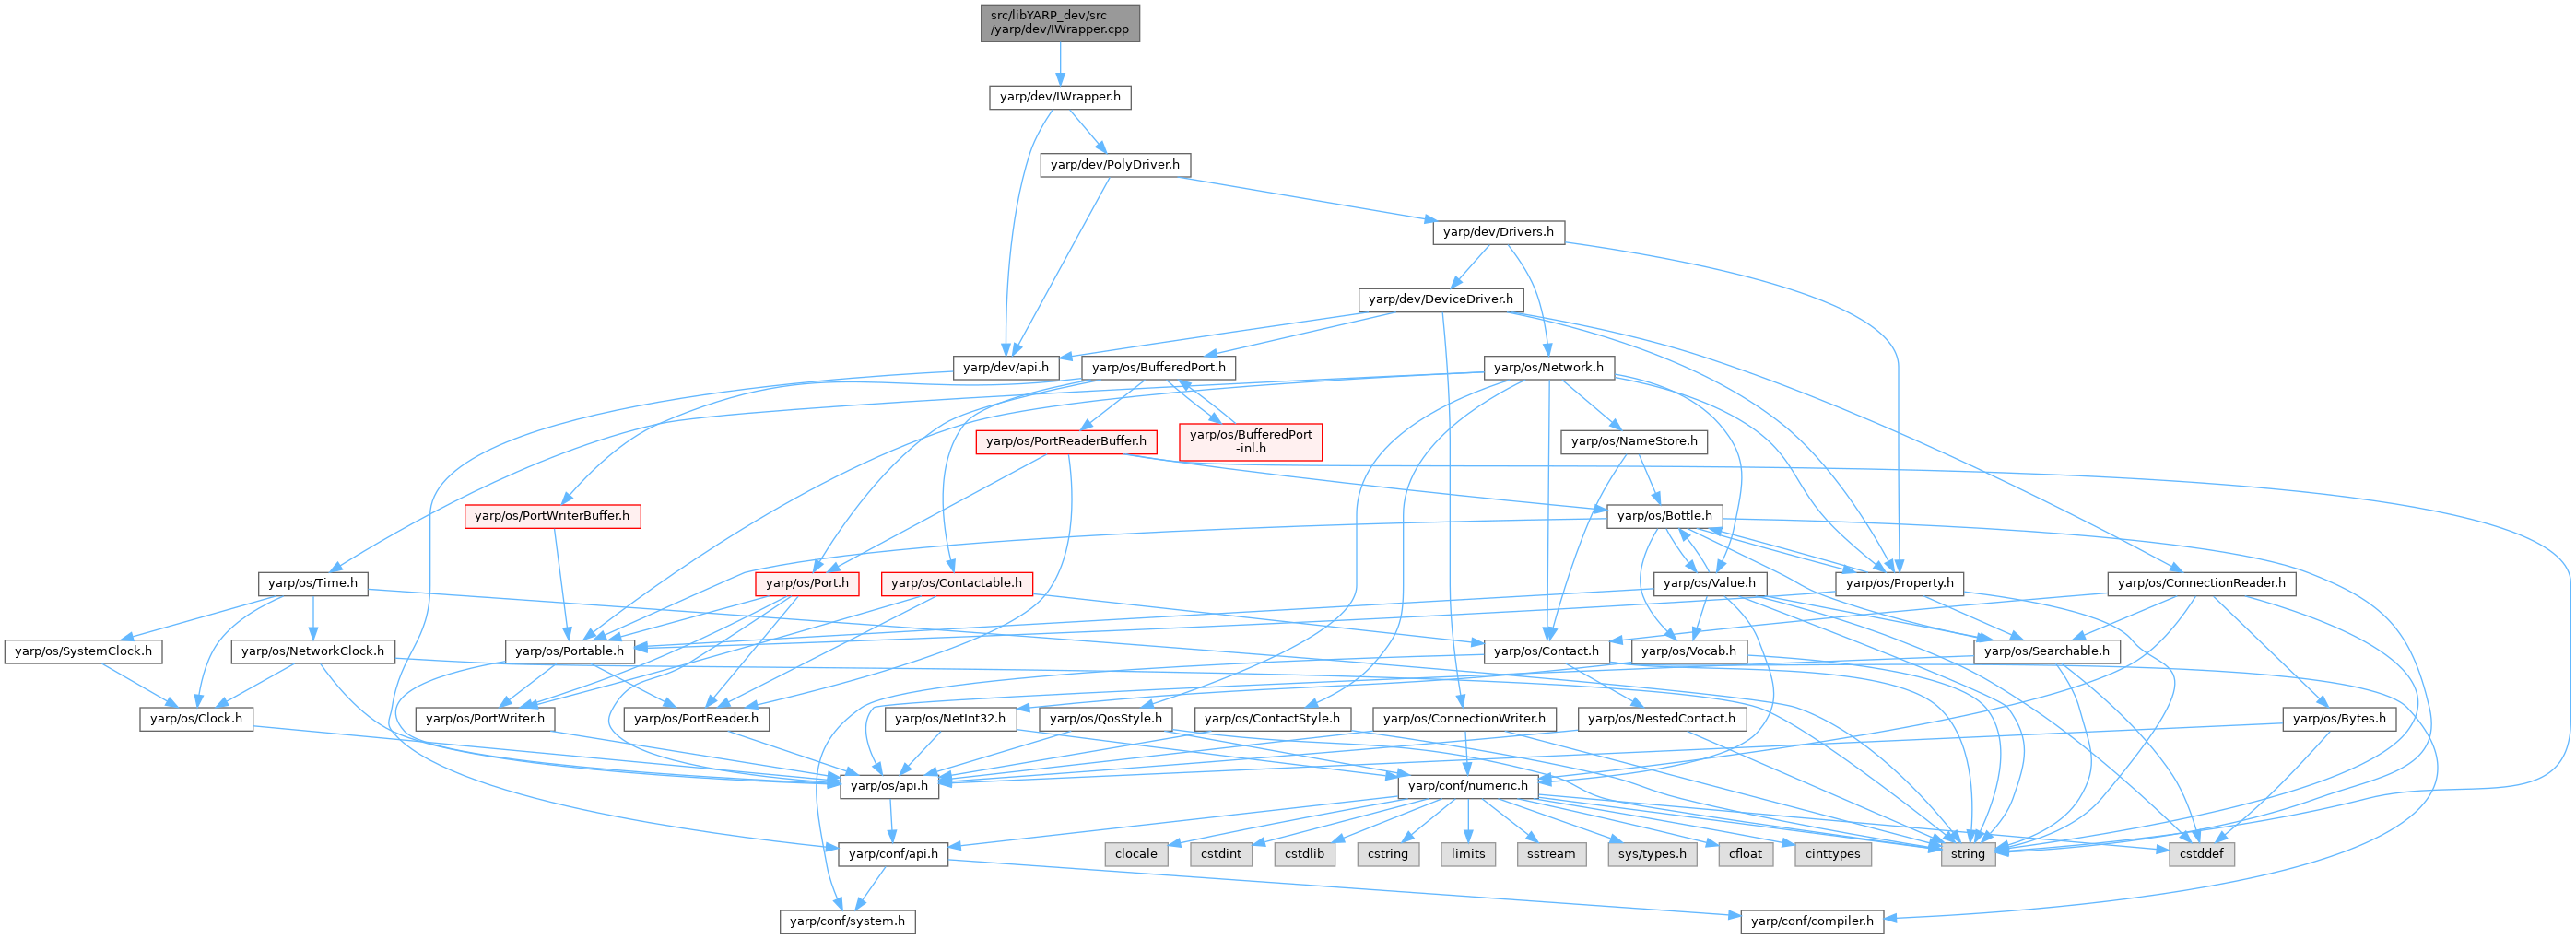 src/libYARP_dev/src
/yarp/dev/IWrapper.cpp
yarp/dev/IWrapper.h
yarp/dev/PolyDriver.h
yarp/dev/Drivers.h
yarp/dev/DeviceDriver.h
yarp/dev/api.h
yarp/os/BufferedPort.h
yarp/os/Network.h
yarp/os/PortReaderBuffer.h
yarp/os/BufferedPort
-inl.h
yarp/os/NameStore.h
yarp/os/PortWriterBuffer.h
yarp/os/Bottle.h
yarp/os/Time.h
yarp/os/Port.h
yarp/os/Contactable.h
yarp/os/Value.h
yarp/os/Property.h
yarp/os/ConnectionReader.h
yarp/os/SystemClock.h
yarp/os/NetworkClock.h
yarp/os/Portable.h
yarp/os/Contact.h
yarp/os/Vocab.h
yarp/os/Searchable.h
yarp/os/Clock.h
yarp/os/PortWriter.h
yarp/os/PortReader.h
yarp/os/NetInt32.h
yarp/os/QosStyle.h
yarp/os/ContactStyle.h
yarp/os/ConnectionWriter.h
yarp/os/NestedContact.h
yarp/os/Bytes.h
yarp/os/api.h
yarp/conf/numeric.h
yarp/conf/api.h
clocale
cstdint
cstdlib
cstring
limits
sstream
sys/types.h
cfloat
cinttypes
string
cstddef
yarp/conf/system.h
yarp/conf/compiler.h